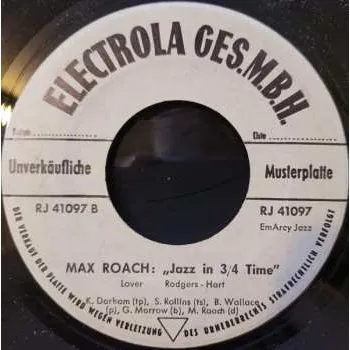 ELECTROLA GES.M.B.H.
Unverkäufliche Musterplatte
RJ 41097 B RJ 41097
EmArcy Jazz
MAX ROACH: „Jazz in 3/4 Time"
Lover Rodgers - Hart
K. Dorham (tp), S. Rollins (ts), B. Wallace
(p), G. Morrow (b), M. Roach (d)
DER VERKAUF DER PLATTE WIRD WEGEN VERLETZUNG DES URHEBERRECHTS STRAFRECHTLICH VERFOLGT